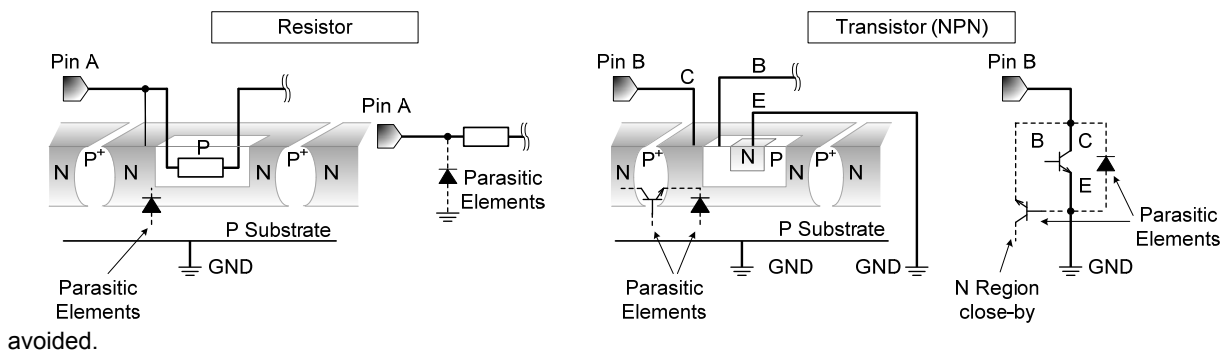 Resistor
Transistor (NPN)
Pin A
Pin B
C
B
E
Pin B
Pin A
N
P+
N
P
N
P+
N
Parasitic
Elements
P Substrate
GND
Parasitic
Elements
N
P+
N
P
N
P+
N
P Substrate
GND
GND
Parasitic
Elements
B
C
E
Parasitic
Elements
GND
N Region
close-by
avoided.